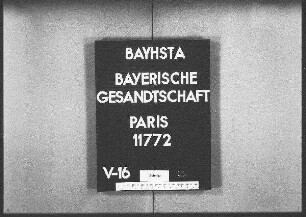 BAYHSTA
BAYERISCHE
GESANDTSCHAFT
PARIS
11772
V-16